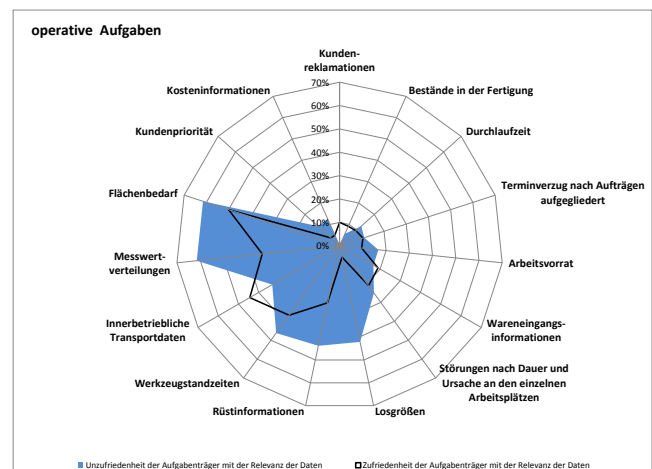 operative Aufgaben
Kunden-
reklamationen
Bestände in der Fertigung
Durchlaufzeit
Terminverzug nach Aufträgen
aufgegliedert
Arbeitsvorrat
Wareneingangs-
informationen
Störungen nach Dauer und
Ursache an den einzelnen
Arbeitsplätzen
Losgrößen
Rüstinformationen
Werkzeugstandzeiten
Innerbetriebliche
Transportdaten
Messwert-
verteilungen
Flächenbedarf
Kundenpriorität
Kosteninformationen
70%
60%
50%
40%
30%
20%
10%
0%
Unzufriedenheit der Aufgabenträger mit der Relevanz der Daten
Zufriedenheit der Aufgabenträger mit der Relevanz der Daten